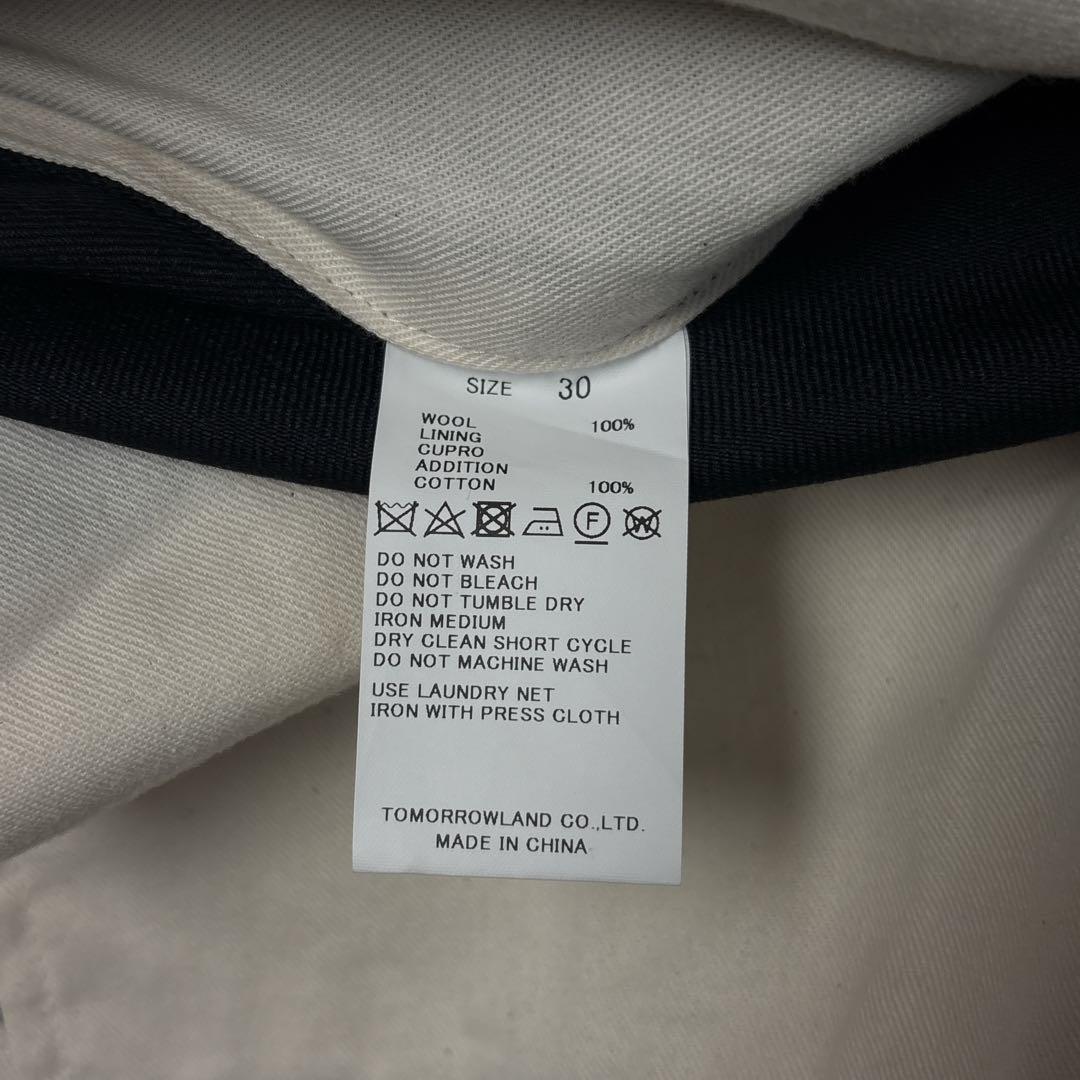 SIZE 30
WOOL 100%
LINING
CUPRO
ADDITION
COTTON 100%
F W
DO NOT WASH
DO NOT BLEACH
DO NOT TUMBLE DRY
IRON MEDIUM
DRY CLEAN SHORT CYCLE
DO NOT MACHINE WASH
USE LAUNDRY NET
IRON WITH PRESS CLOTH
TOMORROWLAND CO.,LTD.
MADE IN CHINA